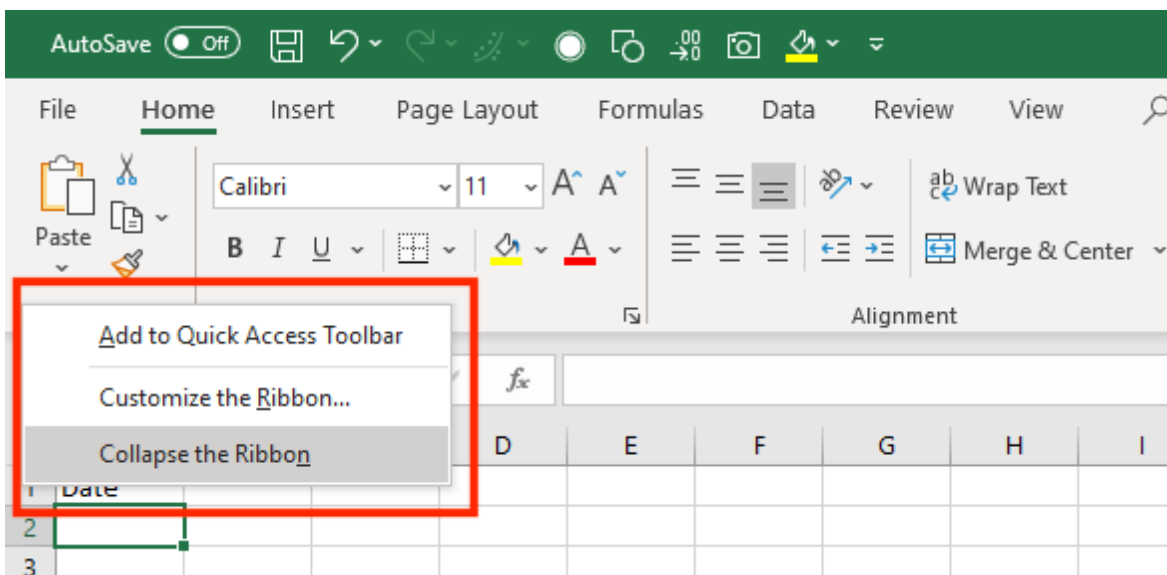 AutoSave Off
File Home Insert Page Layout Formulas Data Review View
Calibri 11 A A ab Wrap Text
Paste B I U A Merge & Center
Alignment
Add to Quick Access Toolbar
fx
Customize the Ribbon...
Collapse the Ribbon D E F G H I
1 Date
2
3